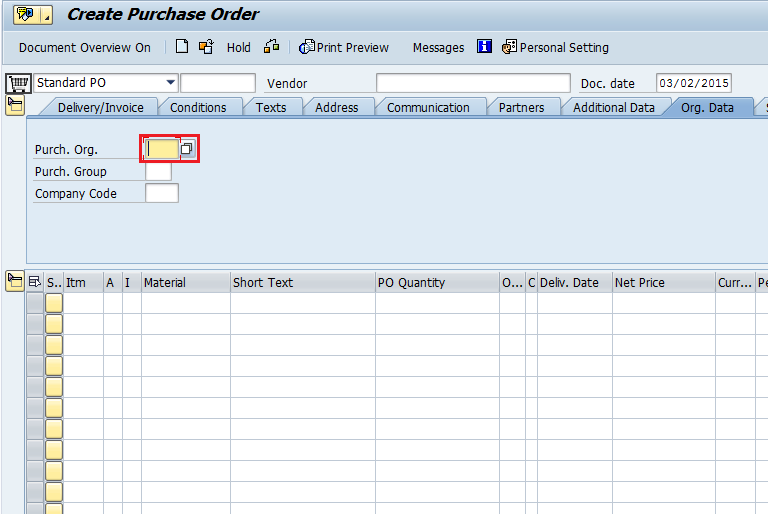 Create Purchase Order
Document Overview On Hold Print Preview Messages Personal Setting
Standard PO Vendor Doc. date 03/02/2015
Delivery/Invoice Conditions Texts Address Communication Partners Additional Data Org. Data
Purch. Org.
Purch. Group
Company Code
S.. Itm A I Material Short Text PO Quantity O... C Deliv. Date Net Price Curr... Pe